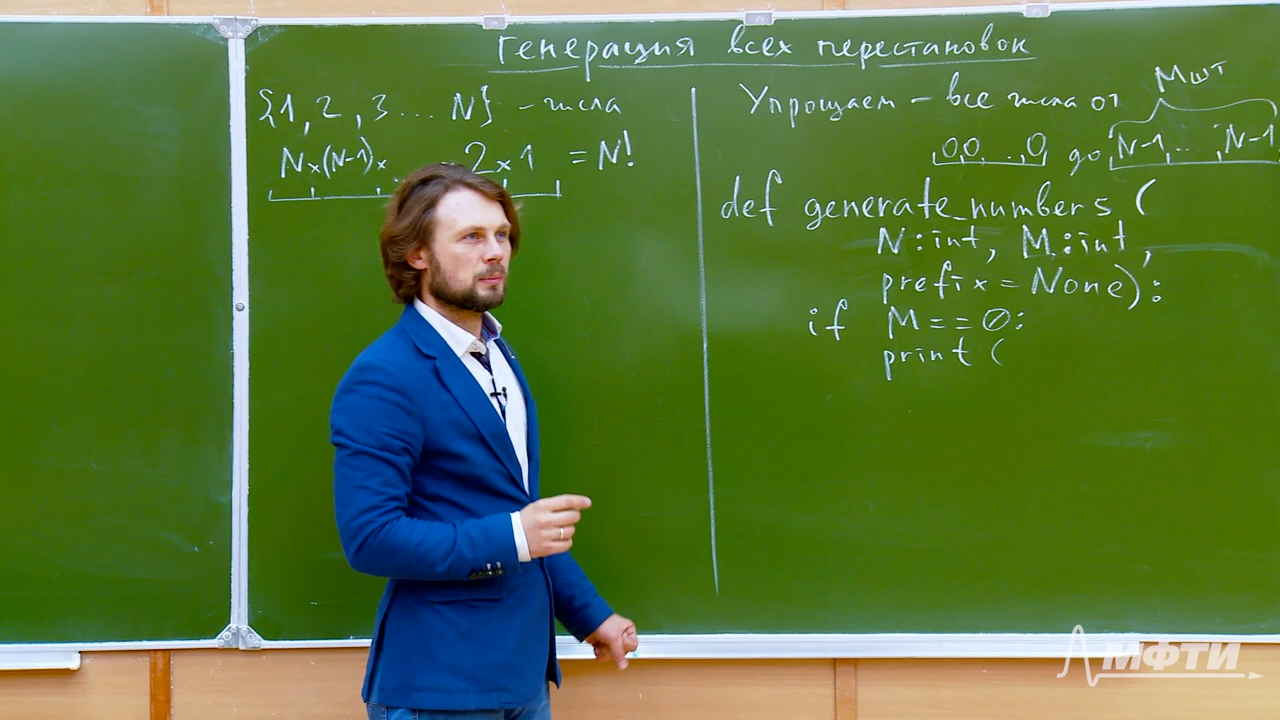 Генерация всех перестановок
{1, 2, 3 ... N} - числа
N×(N-1)× ... 2×1 = N!
Упрощаем - все числа от
M шт
0,0, ..., 0 до N-1, ..., N-1
def generate_numbers (
N:int, M:int,
prefix = None):
if M == 0:
print (
МФТИ